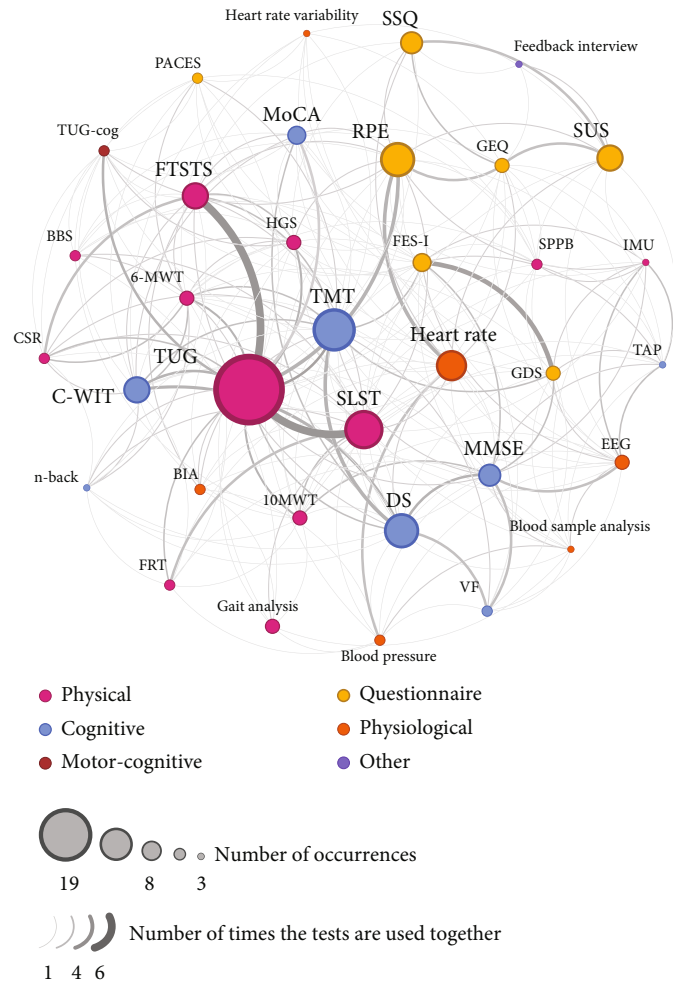 Heart rate variability
SSQ
Feedback interview
PACES
MoCA
TUG-cog
RPE
SUS
GEQ
FTSTS
HGS
BBS
FES-I
SPPB
IMU
6-MWT
TMT
CSR
TUG
Heart rate
TAP
GDS
C-WIT
SLST
MMSE
EEG
n-back
BIA
10MWT
DS
Blood sample analysis
FRT
VF
Gait analysis
Blood pressure
Physical
Questionnaire
Cognitive
Physiological
Motor-cognitive
Other
Number of occurrences
19 8 3
Number of times the tests are used together
1 4 6